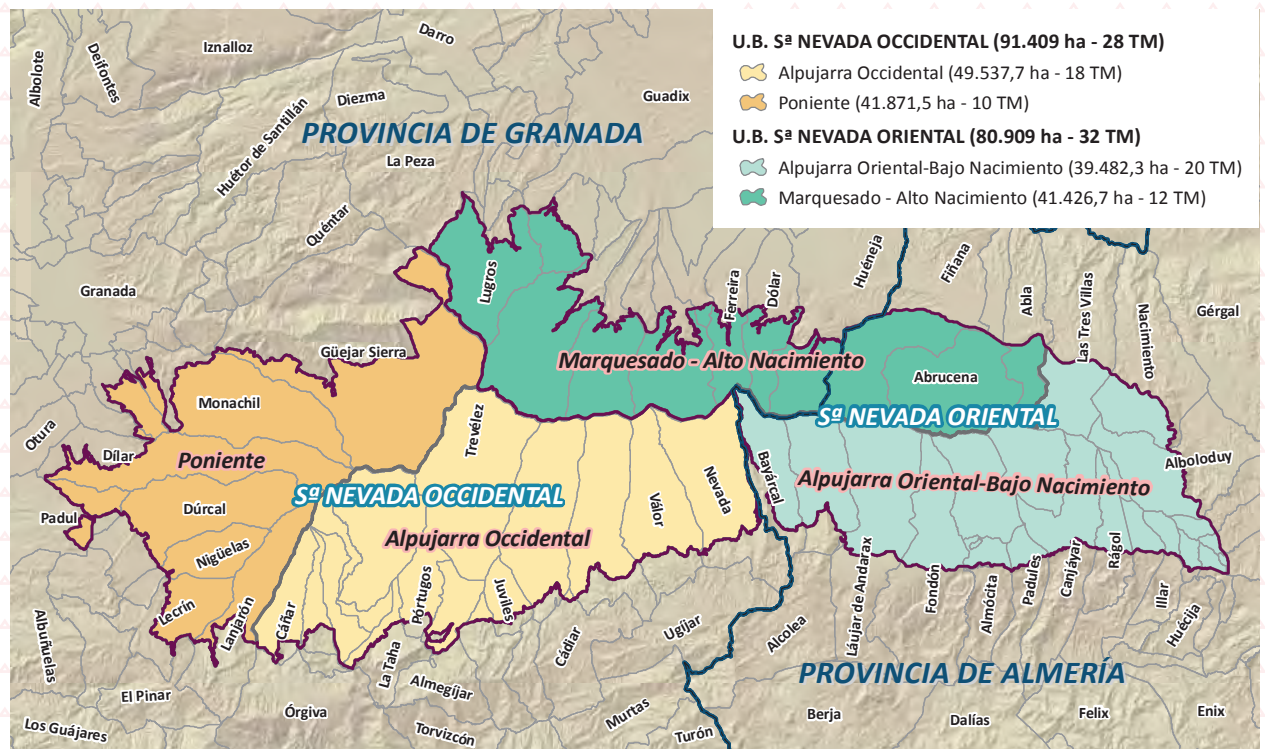 U.B. Sª NEVADA OCCIDENTAL (91.409 ha - 28 TM)
Alpujarra Occidental (49.537,7 ha - 18 TM)
Poniente (41.871,5 ha - 10 TM)
U.B. Sª NEVADA ORIENTAL (80.909 ha - 32 TM)
Alpujarra Oriental-Bajo Nacimiento (39.482,3 ha - 20 TM)
Marquesado - Alto Nacimiento (41.426,7 ha - 12 TM)
Albolote
Deifontes
Iznalloz
Darro
Huétor de Santillán
Diezma
Guadix
PROVINCIA DE GRANADA
La Peza
Quéntar
Lugros
Granada
Güejar Sierra
Ferreira
Dólar
Huéneja
Fiñana
Abla
Las Tres Villas
Nacimiento
Gérgal
Marquesado - Alto Nacimiento
Abrucena
Sª NEVADA ORIENTAL
Monachil
Otura
Dílar
Poniente
Trevélez
Padul
Dúrcal
Sª NEVADA OCCIDENTAL
Válor
Nevada
Bayárcal
Alpujarra Oriental-Bajo Nacimiento
Alboloduy
Nigüelas
Alpujarra Occidental
Lecrín
Lanjarón
Cáñar
Pórtugos
Juviles
Albuñuelas
La Taha
Cádiar
Ugíjar
Alcolea
Láujar de Andarax
Fondón
Almócita
Padules
Canjáyar
Rágol
Illar
Huécija
El Pinar
Almegíjar
PROVINCIA DE ALMERÍA
Los Guájares
Órgiva
Torvizcón
Murtas
Turón
Berja
Dalías
Felix
Enix